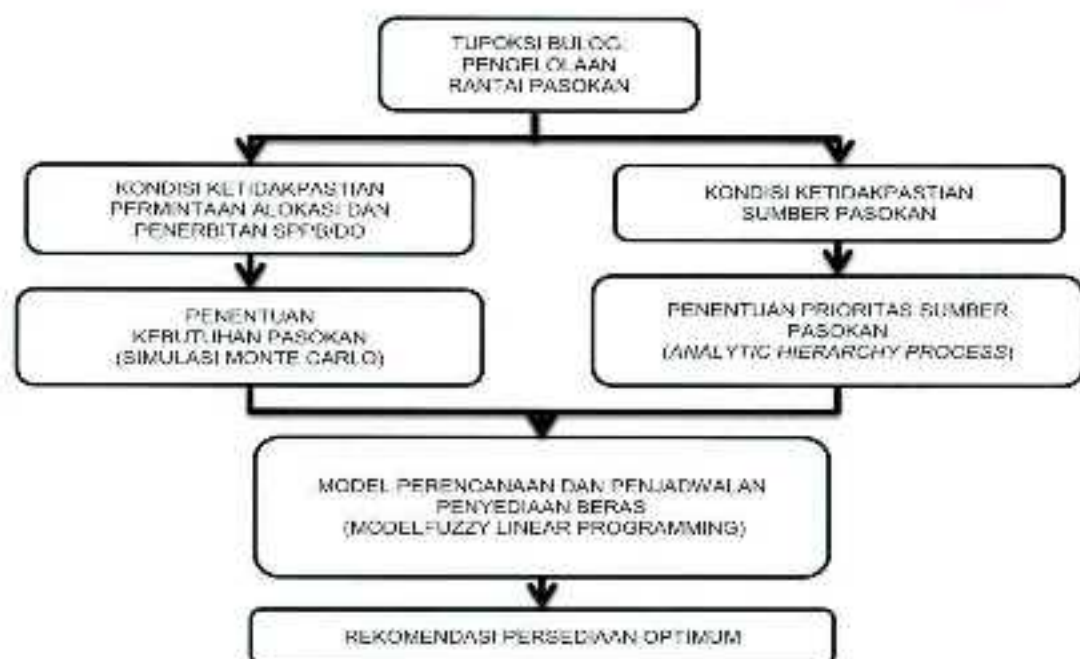 TUPOKSI BULOG:
PENGELOLAAN
RANTAI PASOKAN
KONDISI KETIDAKPASTIAN
PERMINTAAN ALOKASI DAN
PENERBITAN SPPB/DO
KONDISI KETIDAKPASTIAN
SUMBER PASOKAN
PENENTUAN
KEBUTUHAN PASOKAN
(SIMULASI MONTE CARLO)
PENENTUAN PRIORITAS SUMBER
PASOKAN
(ANALYTIC HIERARCHY PROCESS)
MODEL PERENCANAAN DAN PENJADWALAN
PENYEDIAAN BERAS
(MODELFUZZY LINEAR PROGRAMMING)
REKOMENDASI PERSEDIAAN OPTIMUM